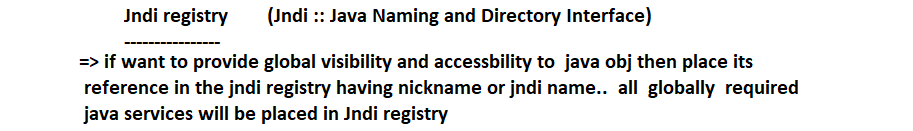 Jndi registry (Jndi :: Java Naming and Directory Interface)
----------------
=> if want to provide global visibility and accessbility to java obj then place its
reference in the jndi registry having nickname or jndi name.. all globally required
java services will be placed in Jndi registry